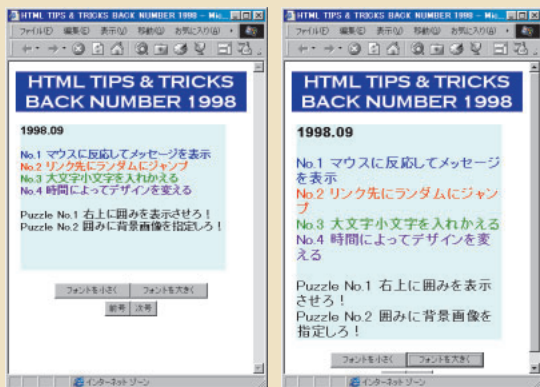 HTML TIPS & TRICKS BACK NUMBER 1998 - Mic...
ファイル(F) 編集(E) 表示(V) 移動(G) お気に入り(A)
HTML TIPS & TRICKS
BACK NUMBER 1998
1998.09
No.1 マウスに反応してメッセージを表示
No.2 リンク先にランダムにジャンプ
No.3 大文字小文字を入れかえる
No.4 時間によってデザインを変える
Puzzle No.1 右上に囲みを表示させろ！
Puzzle No.2 囲みに背景画像を指定しろ！
フォントを小さく フォントを大きく
前号 次号
インターネット ゾーン
HTML TIPS & TRICKS BACK NUMBER 1998 - Mic...
ファイル(F) 編集(E) 表示(V) 移動(G) お気に入り(A)
HTML TIPS & TRICKS
BACK NUMBER 1998
1998.09
No.1 マウスに反応してメッセージ
を表示
No.2 リンク先にランダムにジャン
プ
No.3 大文字小文字を入れかえる
No.4 時間によってデザインを変
える
Puzzle No.1 右上に囲みを表示
させろ！
Puzzle No.2 囲みに背景画像を
指定しろ！
フォントを小さく フォントを大きく
インターネット ゾーン